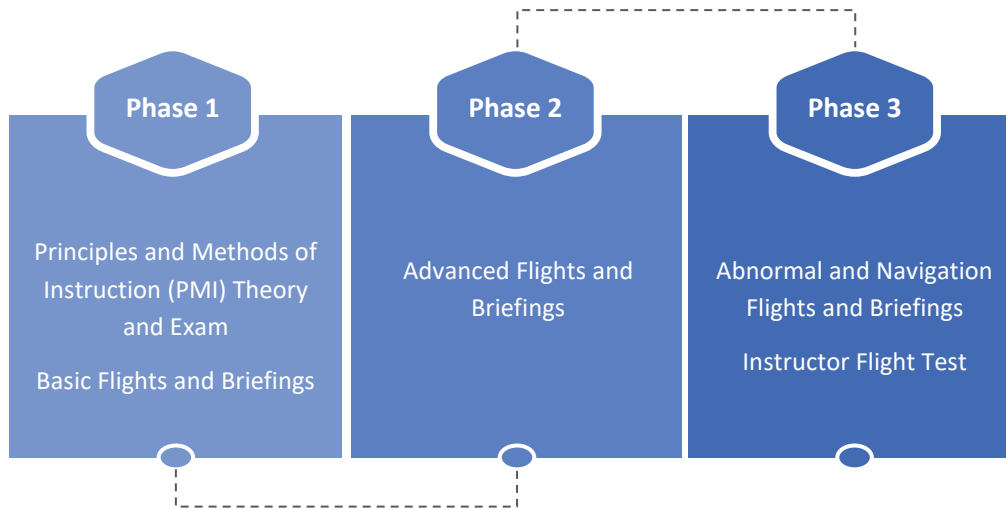 Phase 1
Principles and Methods of
Instruction (PMI) Theory
and Exam
Basic Flights and Briefings
Phase 2
Advanced Flights and
Briefings
Phase 3
Abnormal and Navigation
Flights and Briefings
Instructor Flight Test